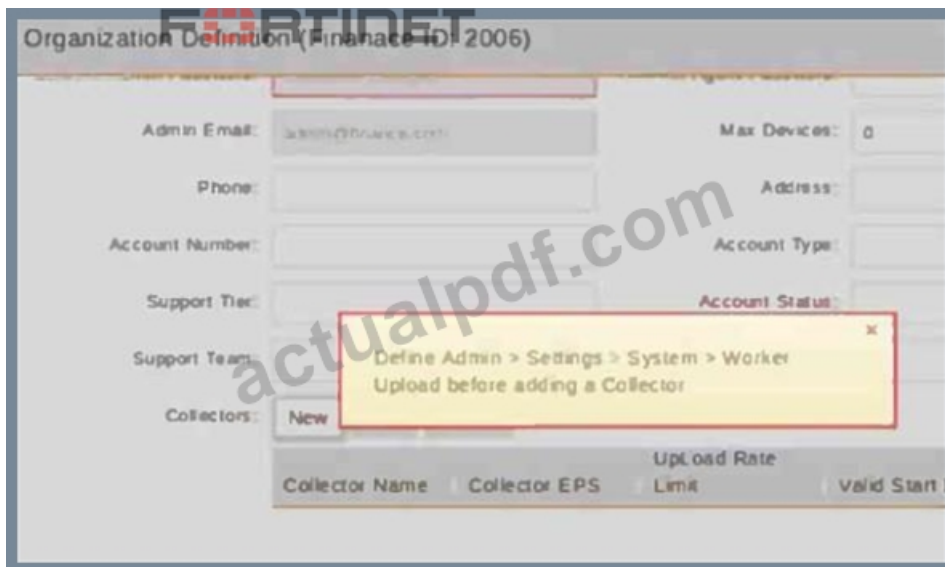 FORTINET
Organization Definition (Finanace ID: 2006)
Admin Email:
Max Devices: 0
Phone:
Address:
Account Number:
Account Type:
Support Tier:
Account Status:
Support Team:
Define Admin > Settings > System > Worker
Upload before adding a Collector
×
Collectors: New
Collector Name Collector EPS UpLoad Rate Limit Valid Start
actualpdf.com